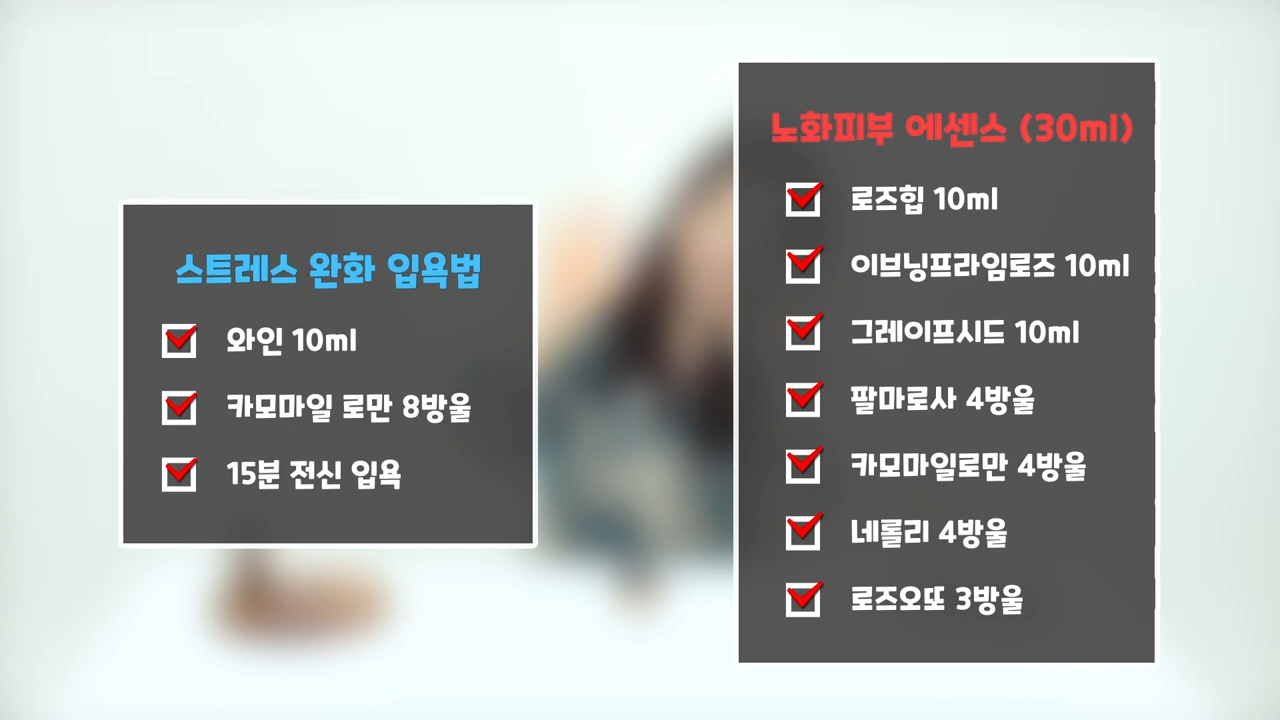 스트레스 완화 입욕법
와인 10ml
카모마일 로만 8방울
15분 전신 입욕
노화피부 에센스 (30ml)
로즈힙 10ml
이브닝프라임로즈 10ml
그레이프시드 10ml
팔마로사 4방울
카모마일로만 4방울
네롤리 4방울
로즈오또 3방울